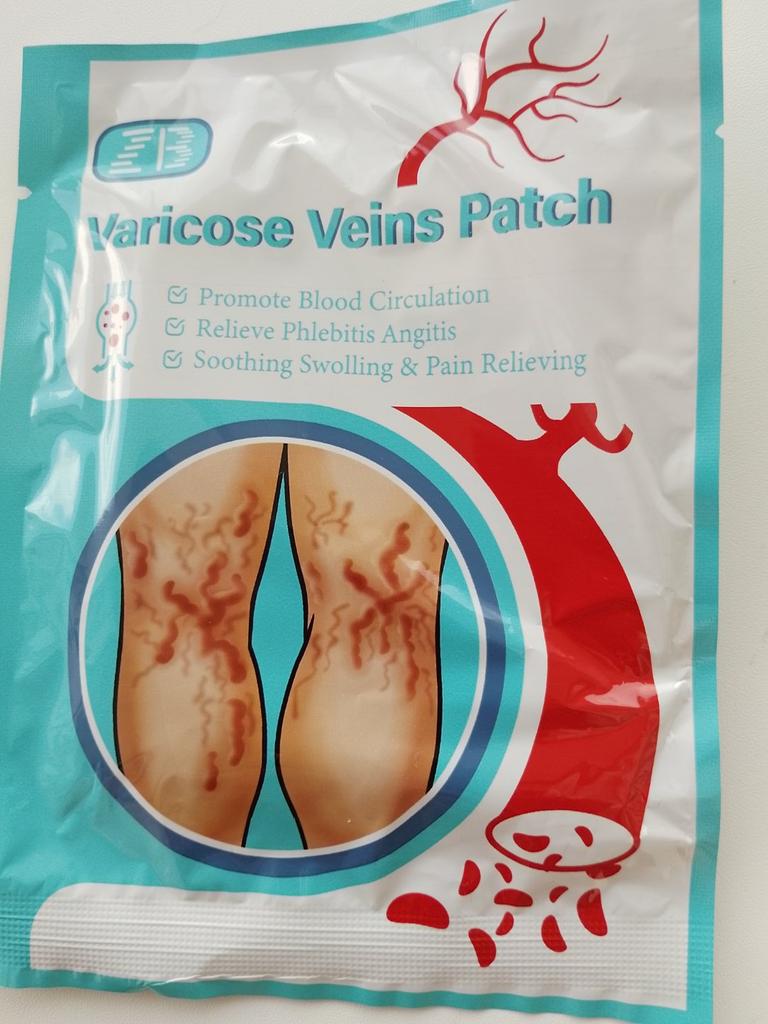 Varicose Veins Patch
Promote Blood Circulation
Relieve Phlebitis Angitis
Soothing Swolling & Pain Relieving